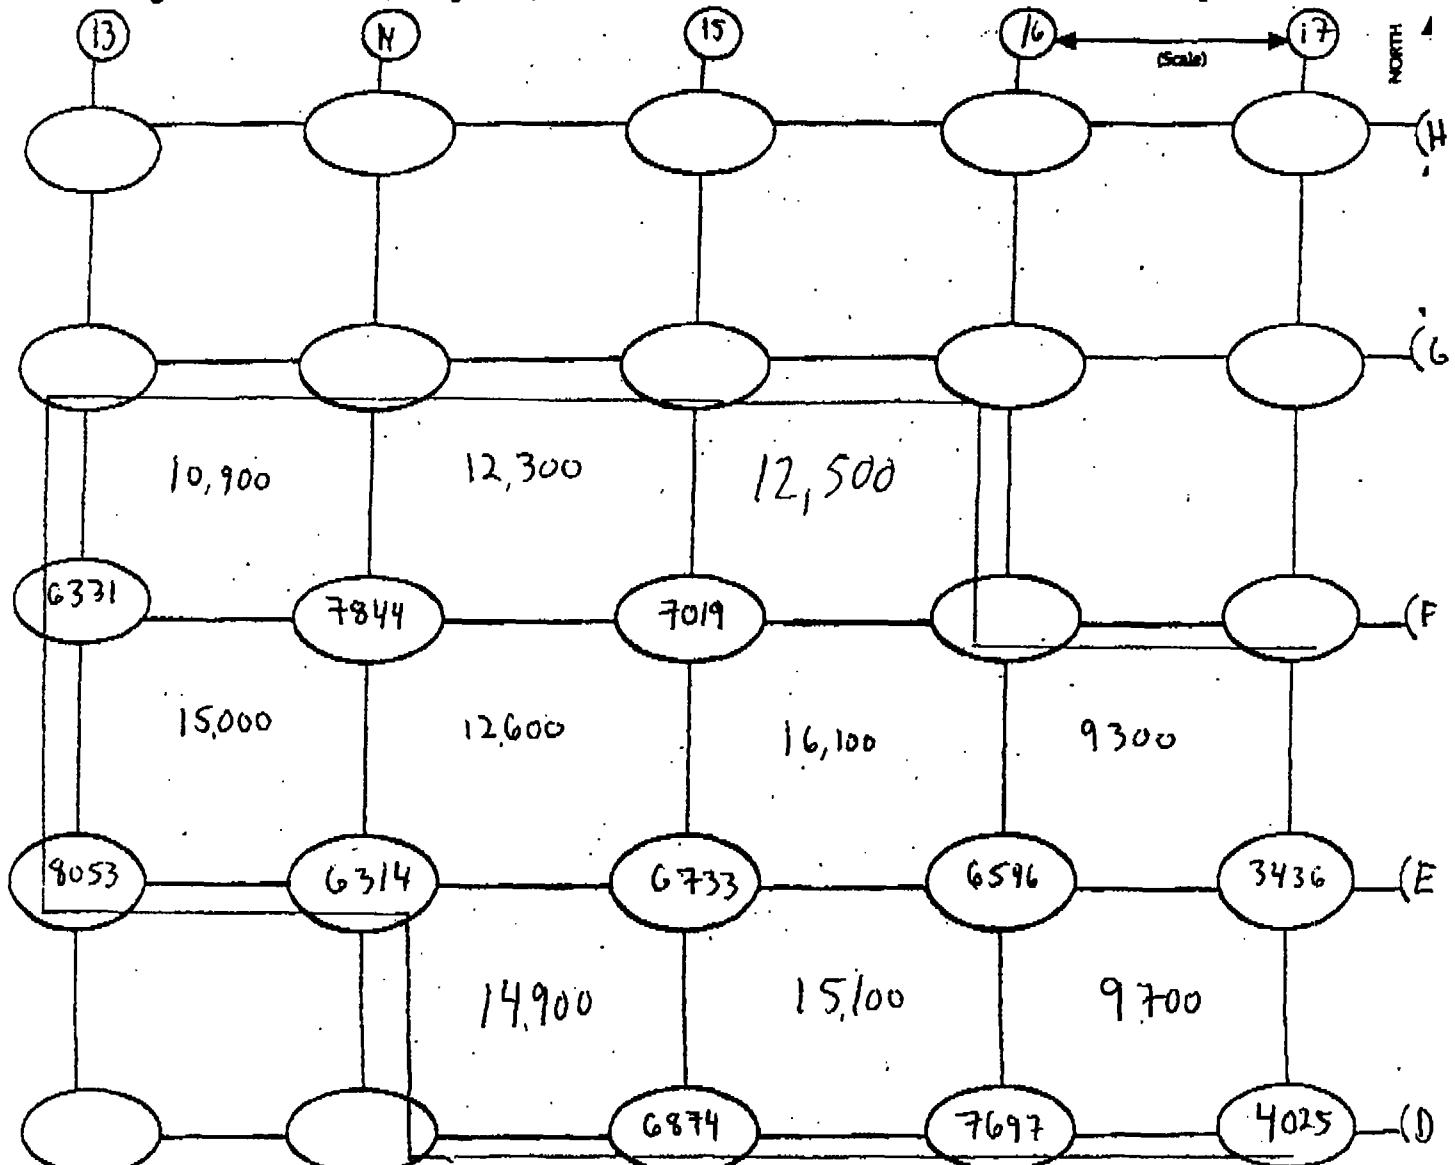 13 14 15 16 17
(Scale)
NORTH
H
G
10,900 12,300 12,500
6331 7844 7019 F
15,000 12,600 16,100 9300
8053 6314 6733 6596 3436 E
14,900 15,100 9700
6874 7697 4025 D